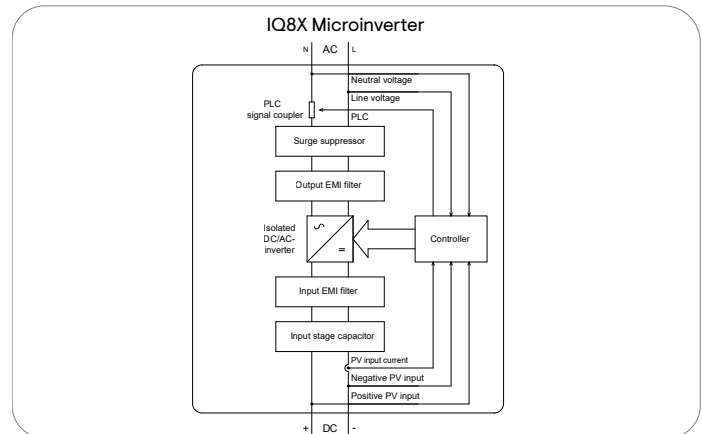 IQ8X Microinverter
N AC L
Neutral voltage
Line voltage
PLC
signal coupler
PLC
Surge suppressor
Output EMI filter
Isolated
DC/AC-
inverter
∿
=
Controller
Input EMI filter
Input stage capacitor
PV input current
Negative PV input
Positive PV input
+ DC -